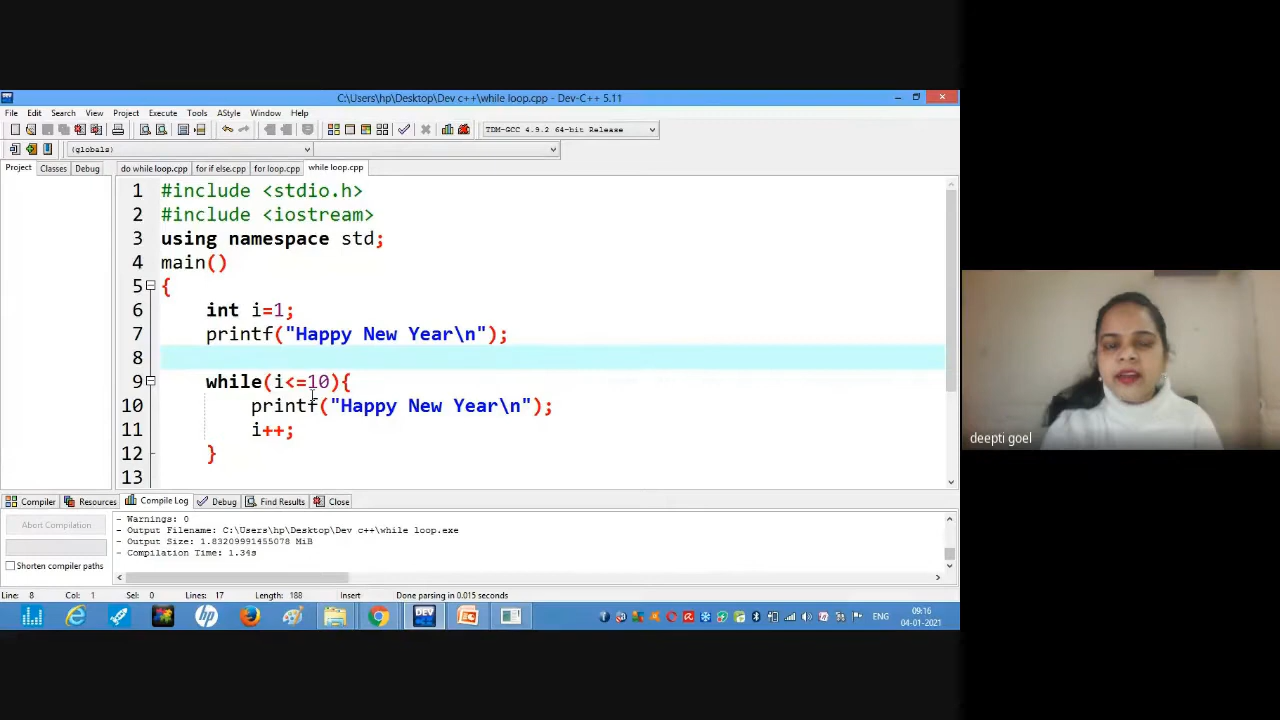 C:\Users\hp\Desktop\Dev c++\while loop.cpp - Dev-C++ 5.11
File Edit Search View Project Execute Tools AStyle Window Help
TDM-GCC 4.9.2 64-bit Release
(globals)
Project Classes Debug
do while loop.cpp for if else.cpp for loop.cpp while loop.cpp
1 #include <stdio.h>
2 #include <iostream>
3 using namespace std;
4 main()
5 {
6 int i=1;
7 printf("Happy New Year\n");
8
9 while(i<=10){
10 printf("Happy New Year\n");
11 i++;
12 }
13
deepti goel
Compiler Resources Compile Log Debug Find Results Close
Abort Compilation
Shorten compiler paths
- Warnings: 0
- Output Filename: C:\Users\hp\Desktop\Dev c++\while loop.exe
- Output Size: 1.83209991455078 MiB
- Compilation Time: 1.34s
Line: 8 Col: 1 Sel: 0 Lines: 17 Length: 188 Insert Done parsing in 0.015 seconds
DEV
ENG
09:16
04-01-2021